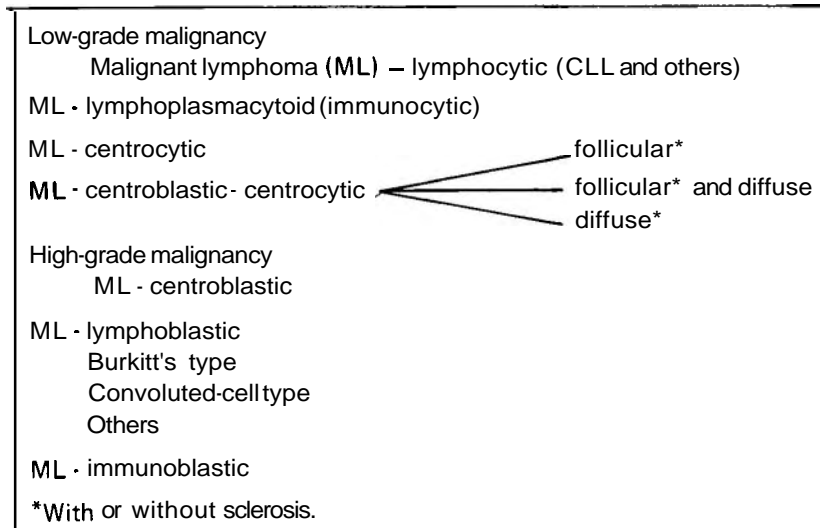 Low-grade malignancy
Malignant lymphoma (ML) – lymphocytic (CLL and others)
ML - lymphoplasmacytoid (immunocytic)
ML - centrocytic
ML - centroblastic - centrocytic
follicular*
follicular* and diffuse
diffuse*
High-grade malignancy
ML - centroblastic
ML - lymphoblastic
Burkitt's type
Convoluted-cell type
Others
ML - immunoblastic
*With or without sclerosis.